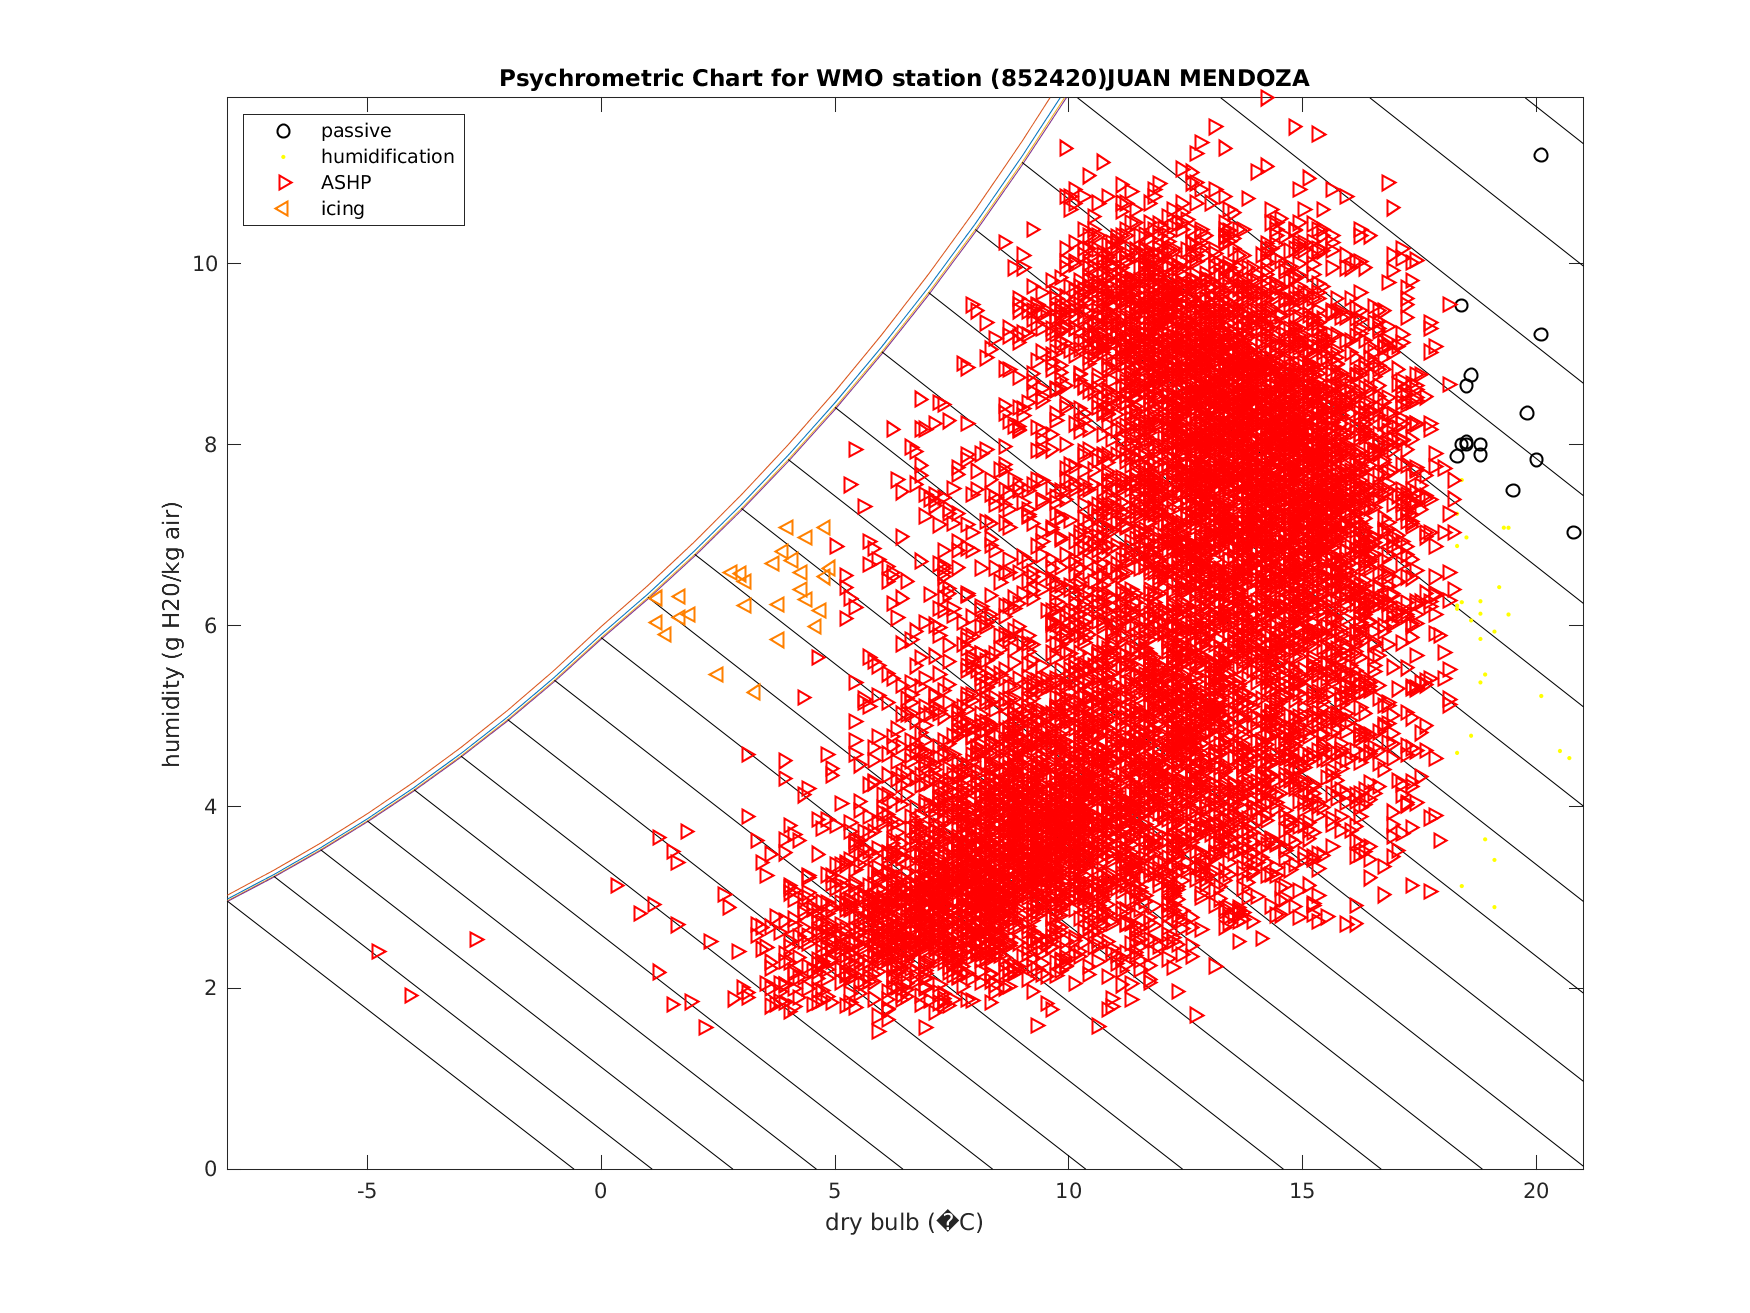 Psychrometric Chart for WMO station (852420)JUAN MENDOZA
passive
humidification
ASHP
icing
10
8
6
4
2
0
humidity (g H20/kg air)
-5 0 5 10 15 20
dry bulb (�C)